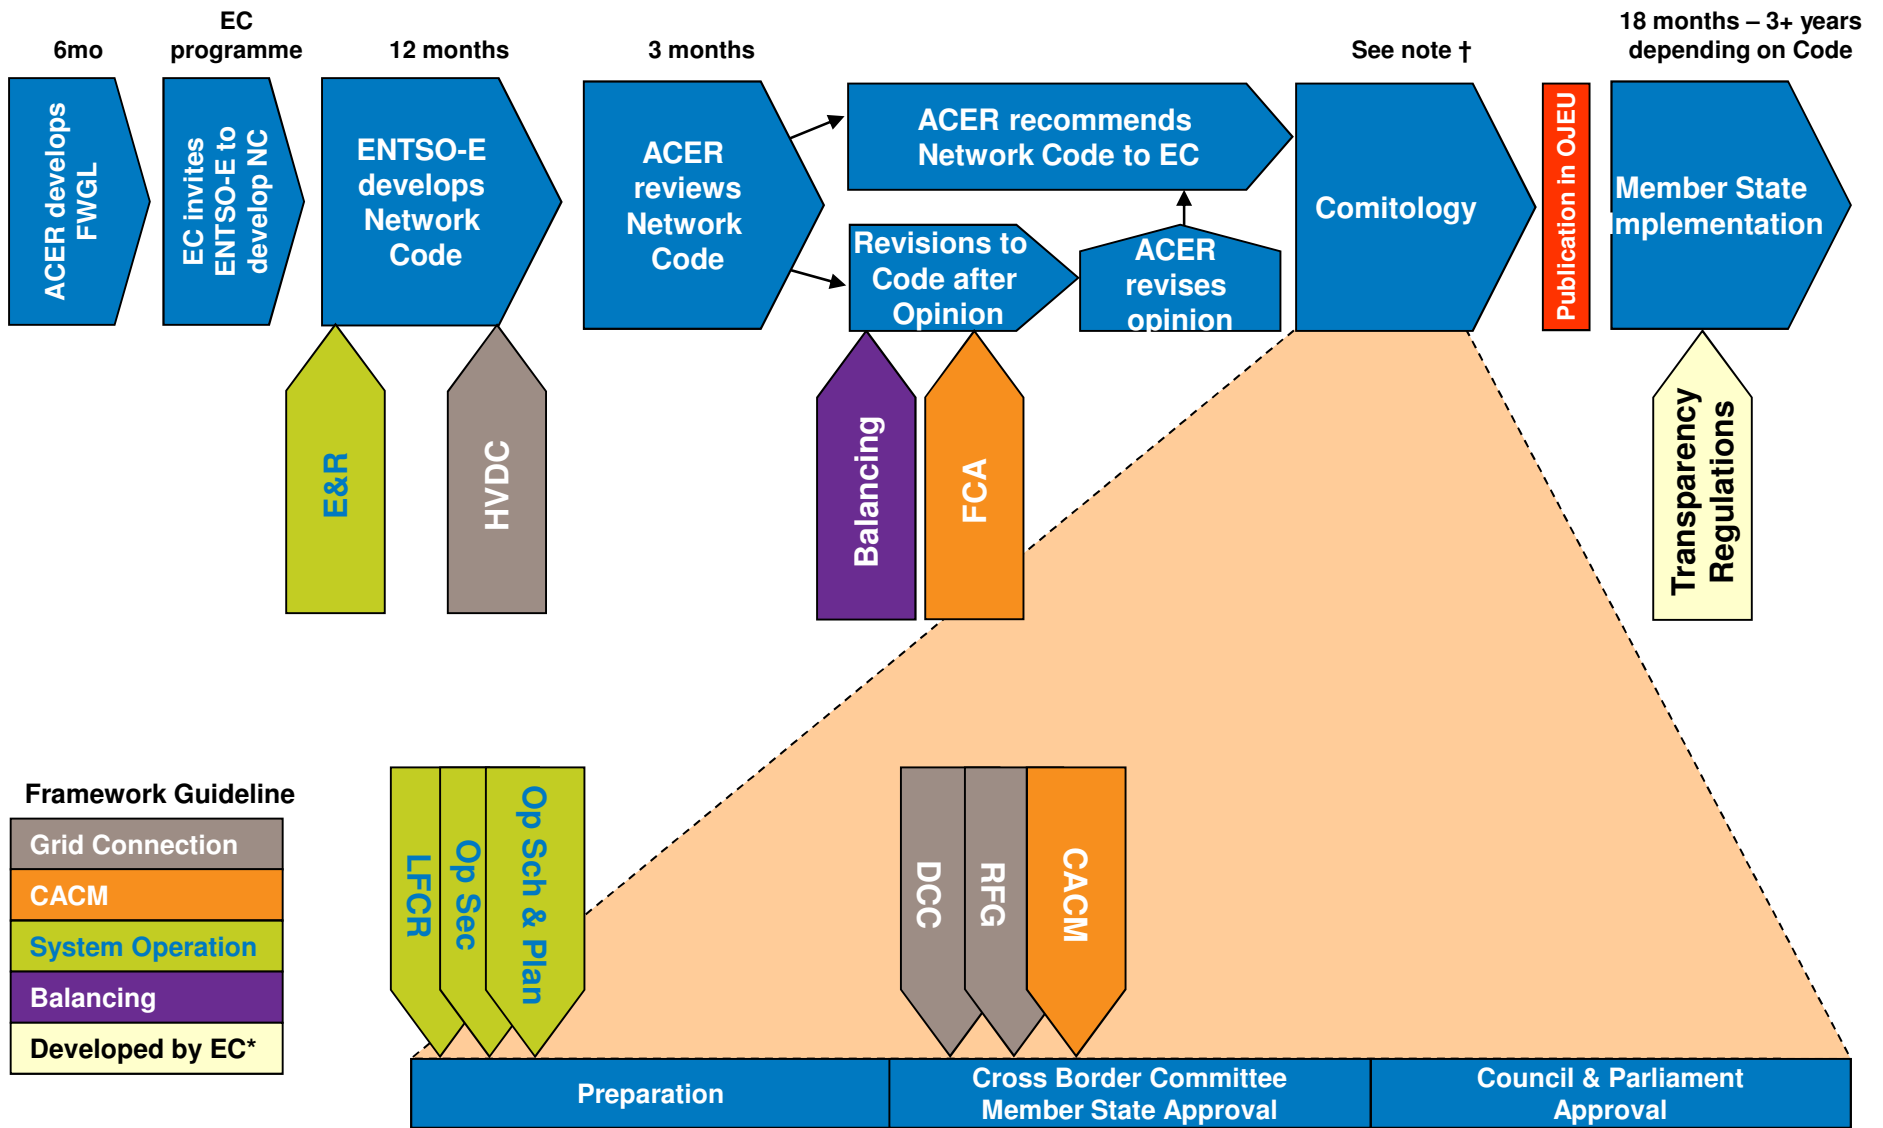 6mo
EC
programme
12 months
3 months
See note †
18 months – 3+ years
depending on Code
ACER develops
FWGL
EC invites
ENTSO-E to
develop NC
ENTSO-E
develops
Network
Code
ACER
reviews
Network
Code
ACER recommends
Network Code to EC
Revisions to
Code after
Opinion
ACER
revises
opinion
Comitology
Publication in OJEU
Member State
Implementation
E&R
HVDC
Balancing
FCA
Transparency
Regulations
Framework Guideline
Grid Connection
CACM
System Operation
Balancing
Developed by EC*
LFCR
Op Sec
Op Sch & Plan
DCC
RFG
CACM
Preparation
Cross Border Committee
Member State Approval
Council & Parliament
Approval